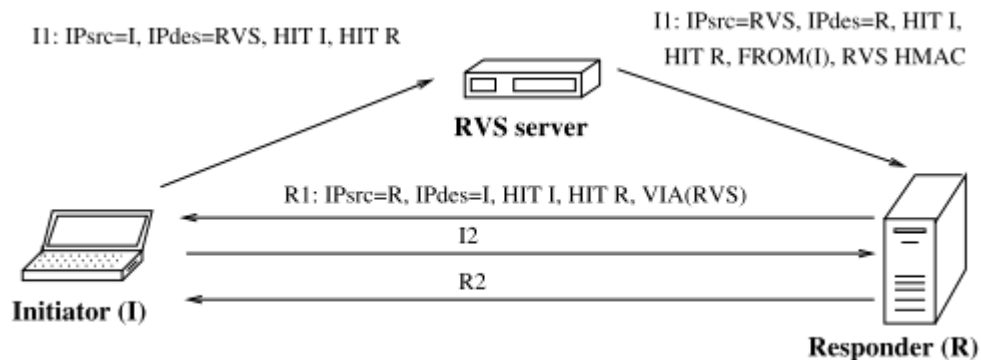 I1: IPsrc=I, IPdes=RVS, HIT I, HIT R
I1: IPsrc=RVS, IPdes=R, HIT I,
HIT R, FROM(I), RVS HMAC
RVS server
R1: IPsrc=R, IPdes=I, HIT I, HIT R, VIA(RVS)
I2
R2
Initiator (I)
Responder (R)